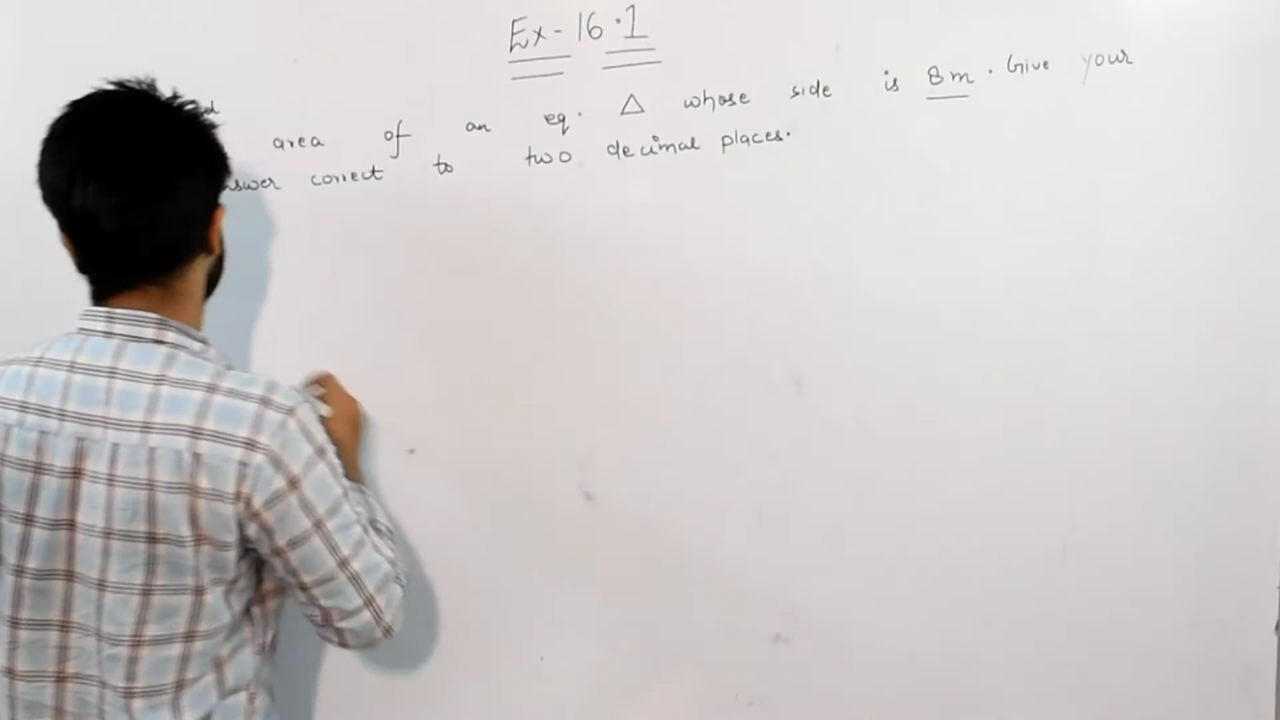 Ex- 16.1
area of an eq. △ whose side is 8m. Give your
correct to two decimal places.